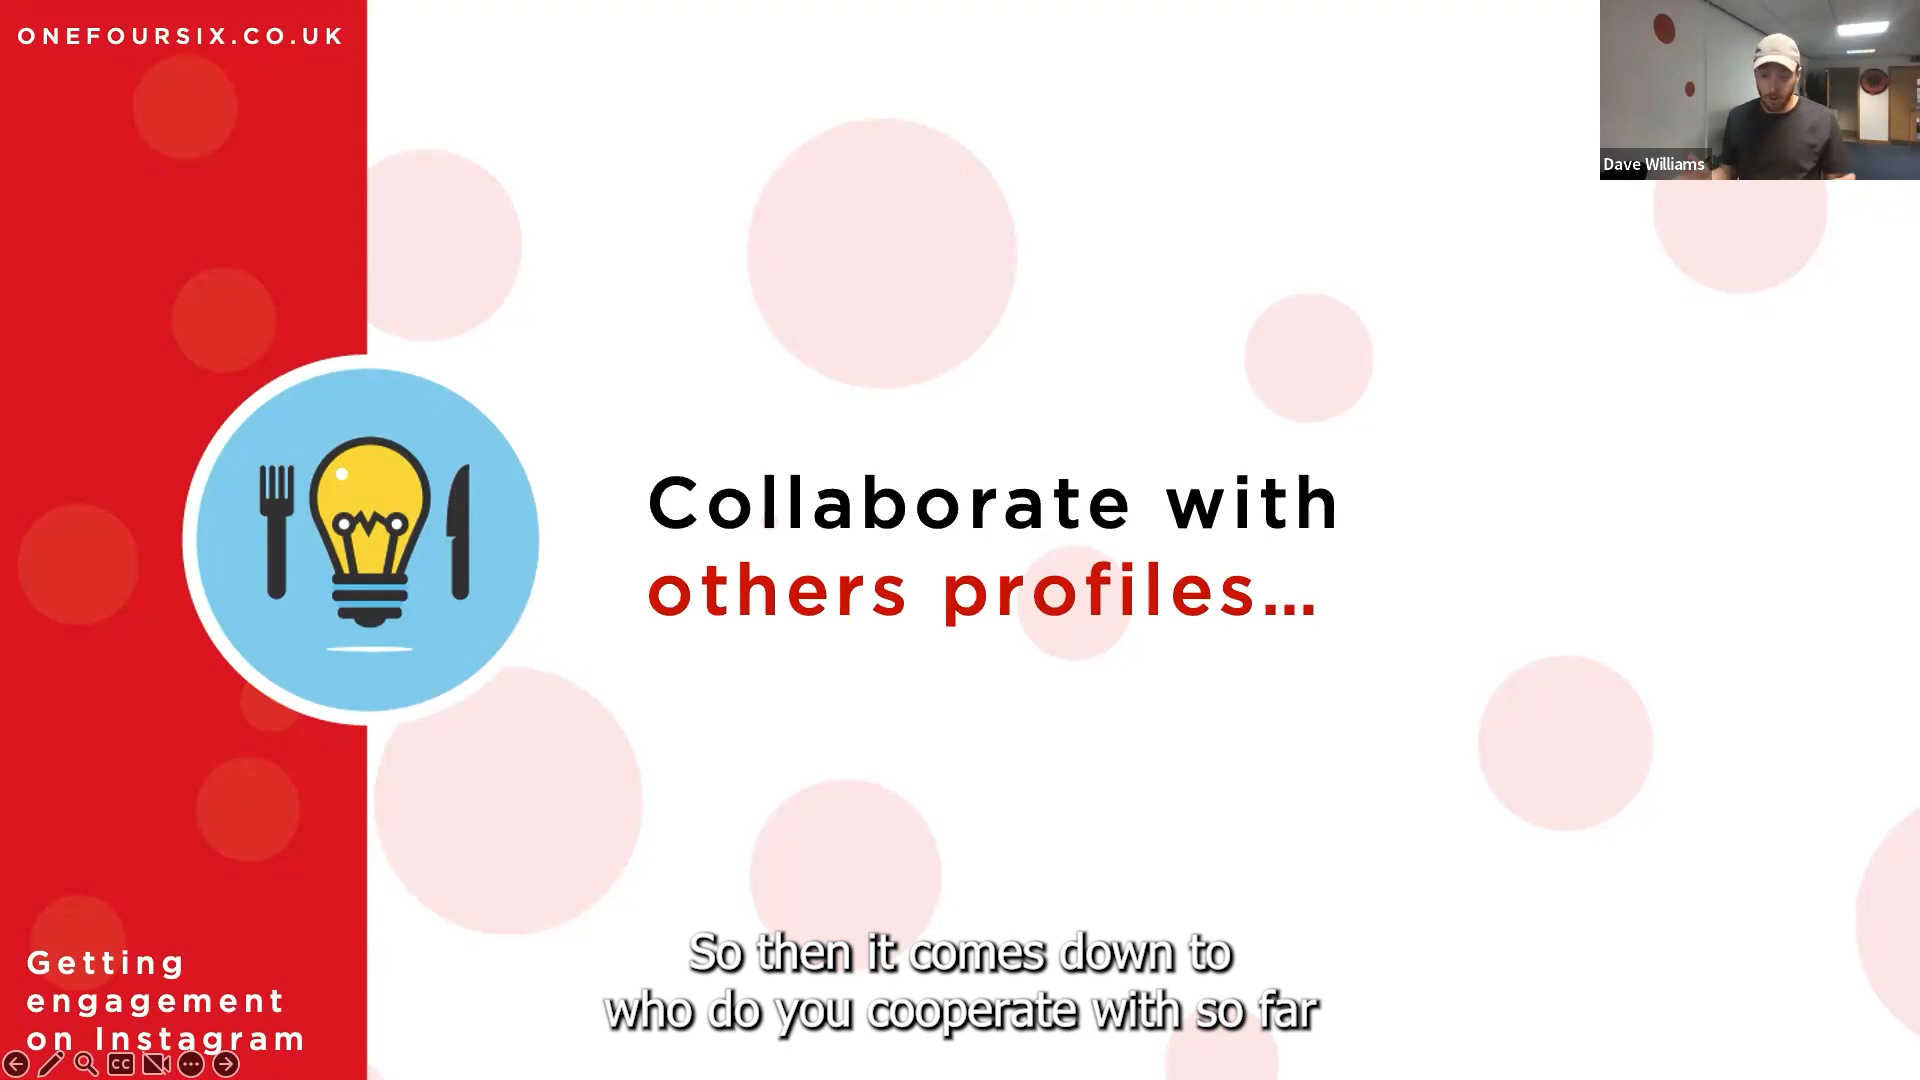 ONEFOURSIX.CO.UK
Dave Williams
Collaborate with
others profiles...
So then it comes down to
who do you cooperate with so far
Getting
engagement
on Instagram
CC